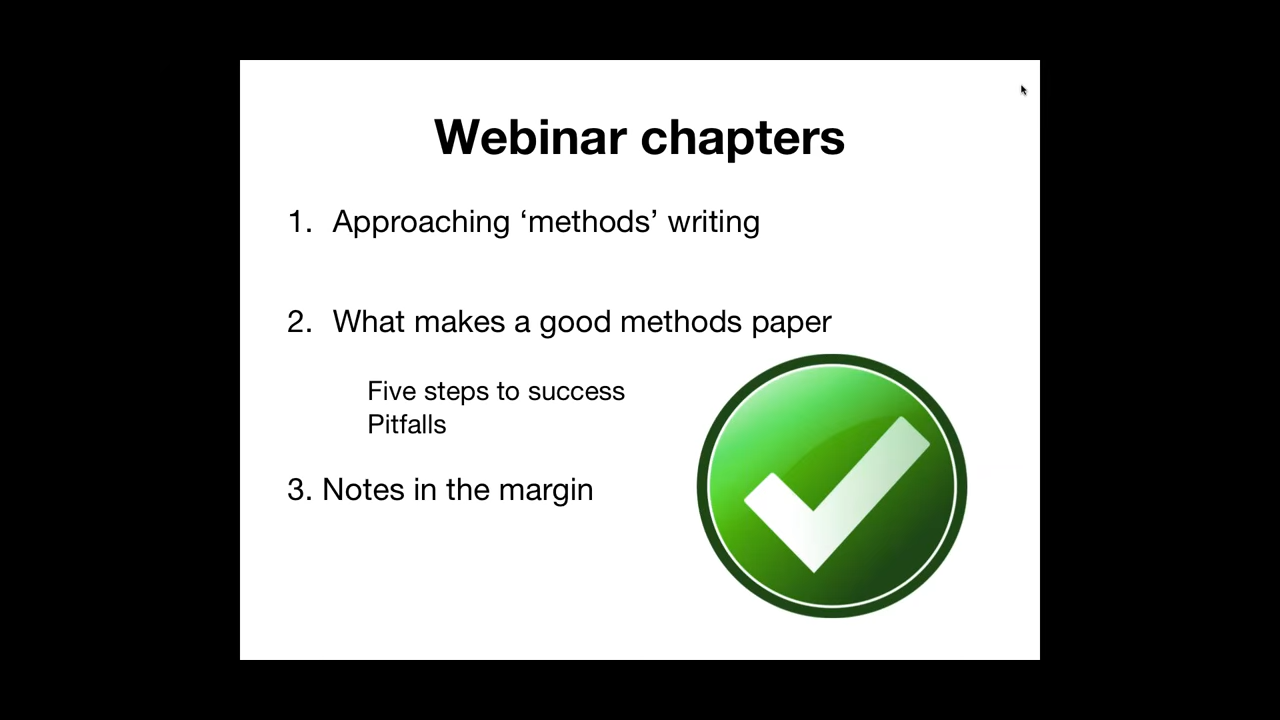 Webinar chapters
1. Approaching ‘methods’ writing
2. What makes a good methods paper
Five steps to success
Pitfalls
3. Notes in the margin